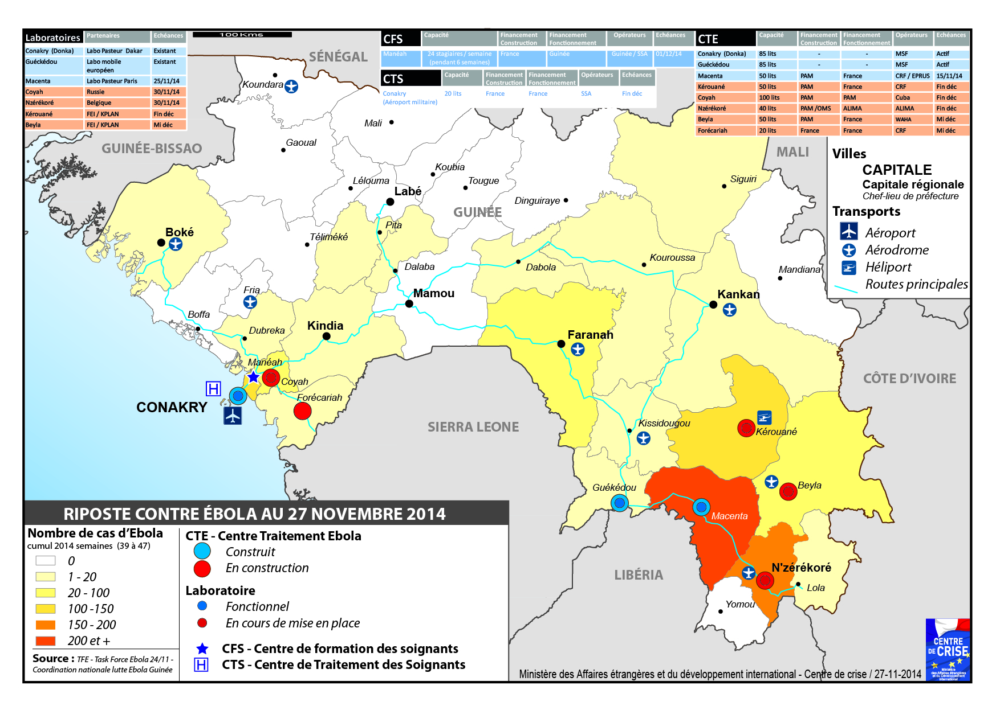 Laboratoires Partenaires Echéances
Conakry (Donka) Labo Pasteur Dakar Existant
Guéckédou Labo mobile européen Existant
Macenta Labo Pasteur Paris 25/11/14
Coyah Russie 30/11/14
Nzérékoré Belgique 30/11/14
Kérouané FEI / KPLAN Fin déc
Beyla FEI / KPLAN Mi déc
100 Kms
CFS Capacité Financement Construction Financement Fonctionnement Opérateurs Echéances
Manéah 24 stagiaires / semaine (pendant 6 semaines) France Guinée Guinée / SSA 01/12/14
CTS Capacité Financement Construction Financement Fonctionnement Opérateurs Echéances
Conakry (Aéroport militaire) 20 lits France France SSA Fin déc
CTE Capacité Financement Construction Financement Fonctionnement Opérateurs Echéances
Conakry (Donka) 85 lits - - MSF Actif
Guéckédou 85 lits - - MSF Actif
Macenta 50 lits PAM France CRF / EPRUS 15/11/14
Kérouané 50 lits PAM France CRF Fin déc
Coyah 100 lits PAM PAM Cuba Fin déc
Nzérékoré 40 lits PAM /OMS ALIMA ALIMA Fin déc
Beyla 50 lits PAM France WAHA Mi déc
Forécariah 20 lits France France CRF Mi déc
Villes
CAPITALE
Capitale régionale
Chef-lieu de préfecture
Transports
Aéroport
Aérodrome
Héliport
Routes principales
SÉNÉGAL
Koundara
Mali
GUINÉE-BISSAO
Gaoual
MALI
Koubia
Lélouma
Tougue
Siguiri
Labé
Dinguiraye
GUINÉE
Pita
Boké
Téliméké
Dalaba
Dabola
Kouroussa
Mandiana
Fria
Mamou
Kankan
Boffa
Dubreka
Kindia
Faranah
Manéah
Coyah
CÔTE D'IVOIRE
H
Forécariah
CONAKRY
SIERRA LEONE
Kissidougou
Kérouané
Guékédou
Beyla
Macenta
N'zérékoré
LIBÉRIA
Lola
Yomou
RIPOSTE CONTRE ÉBOLA AU 27 NOVEMBRE 2014
Nombre de cas d'Ebola
cumul 2014 semaines (39 à 47)
0
1 - 20
20 - 100
100 -150
150 - 200
200 et +
Source : TFE - Task Force Ebola 24/11 -
Coordination nationale lutte Ebola Guinée
CTE - Centre Traitement Ebola
Construit
En construction
Laboratoire
Fonctionnel
En cours de mise en place
CFS - Centre de formation des soignants
H CTS - Centre de Traitement des Soignants
CENTRE
DE CRISE
Ministère
des Affaires étrangères
et du Développement
International
Ministère des Affaires étrangères et du dévelopement international - Centre de crise / 27-11-2014